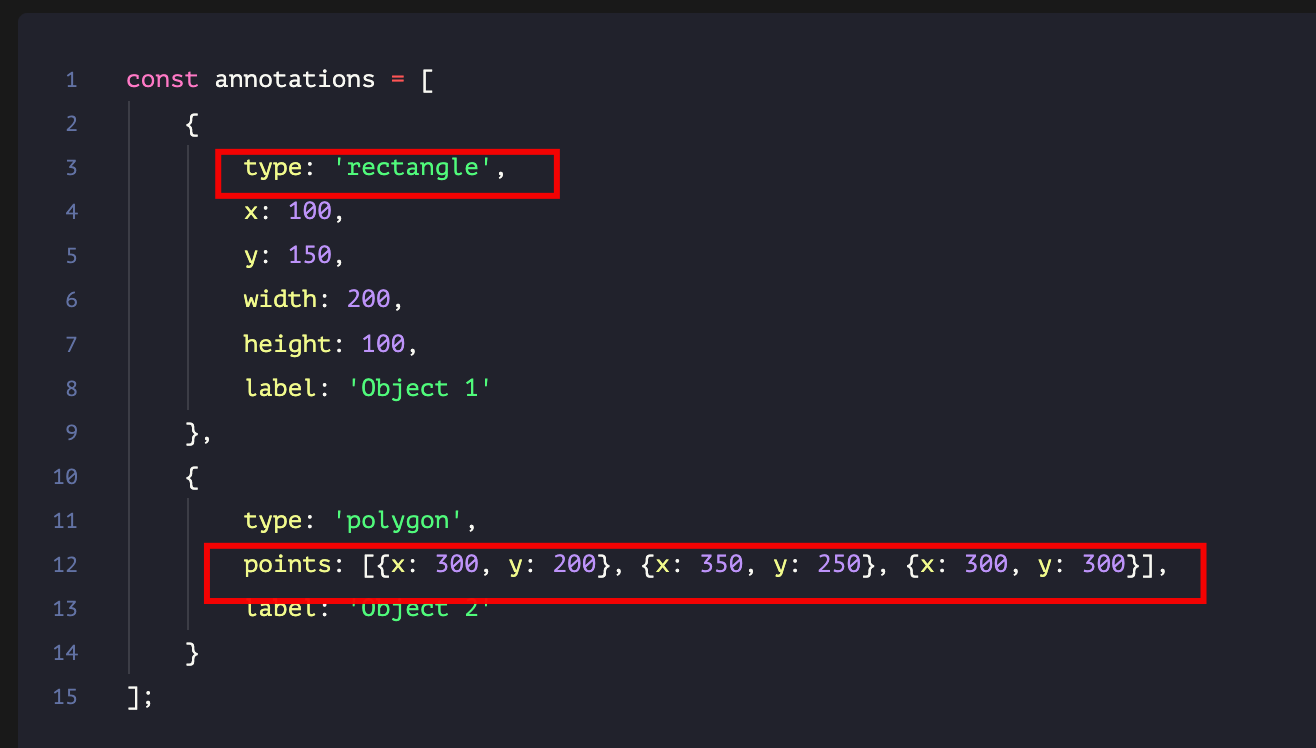 1 const annotations = [
2 {
3 type: 'rectangle',
4 x: 100,
5 y: 150,
6 width: 200,
7 height: 100,
8 label: 'Object 1'
9 },
10 {
11 type: 'polygon',
12 points: [{x: 300, y: 200}, {x: 350, y: 250}, {x: 300, y: 300}],
13 label: 'Object 2'
14 }
15 ];